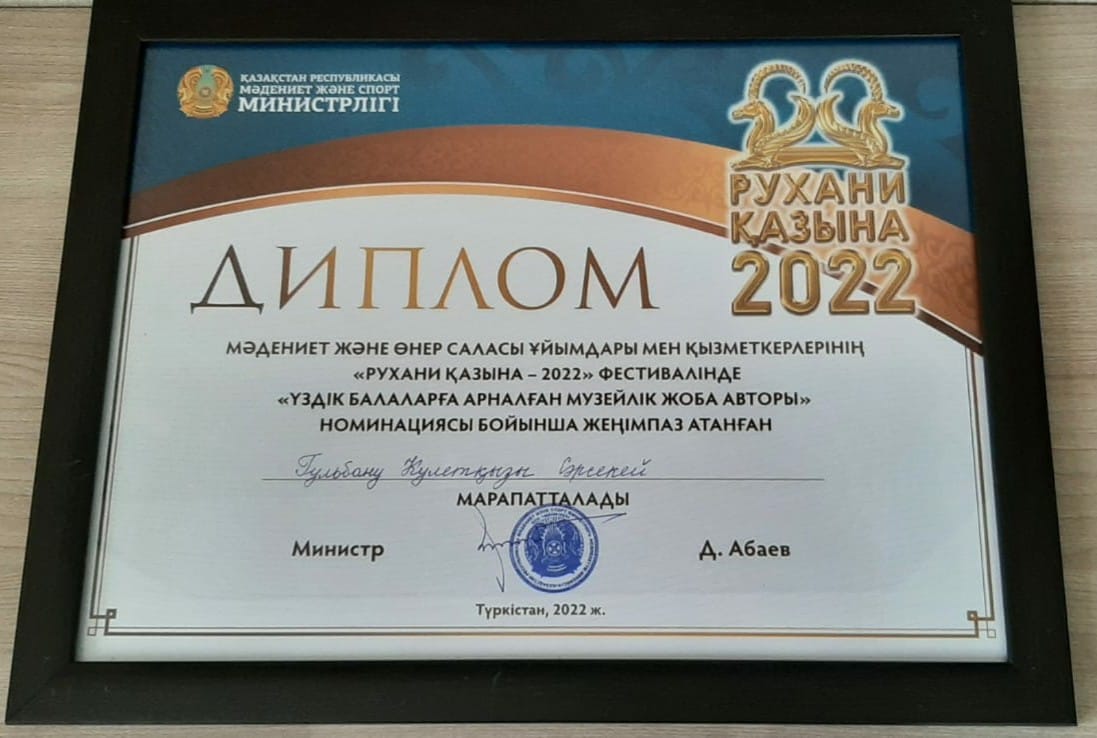 ҚАЗАҚСТАН РЕСПУБЛИКАСЫ
МӘДЕНИЕТ ЖӘНЕ СПОРТ
МИНИСТРЛІГІ
РУХАНИ
ҚАЗЫНА
2022
ДИПЛОМ
МӘДЕНИЕТ ЖӘНЕ ӨНЕР САЛАСЫ ҰЙЫМДАРЫ МЕН ҚЫЗМЕТКЕРЛЕРІНІҢ
«РУХАНИ ҚАЗЫНА – 2022» ФЕСТИВАЛІНДЕ
«ҮЗДІК БАЛАЛАРҒА АРНАЛҒАН МУЗЕЙЛІК ЖОБА АВТОРЫ»
НОМИНАЦИЯСЫ БОЙЫНША ЖЕҢІМПАЗ АТАНҒАН
Гульбану Кулетқызы Әрсекей
МАРАПАТТАЛАДЫ
Министр Д. Абаев
Түркістан, 2022 ж.